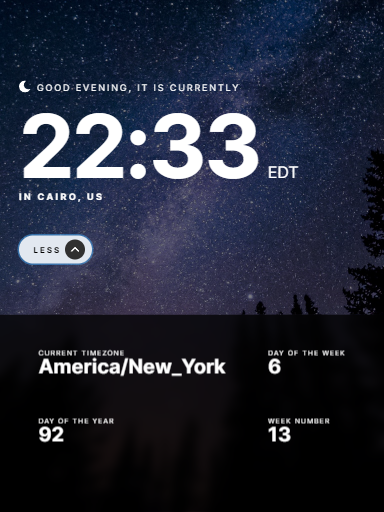 GOOD EVENING, IT IS CURRENTLY
22:33 EDT
IN CAIRO, US
LESS
CURRENT TIMEZONE
America/New_York
DAY OF THE WEEK
6
DAY OF THE YEAR
92
WEEK NUMBER
13